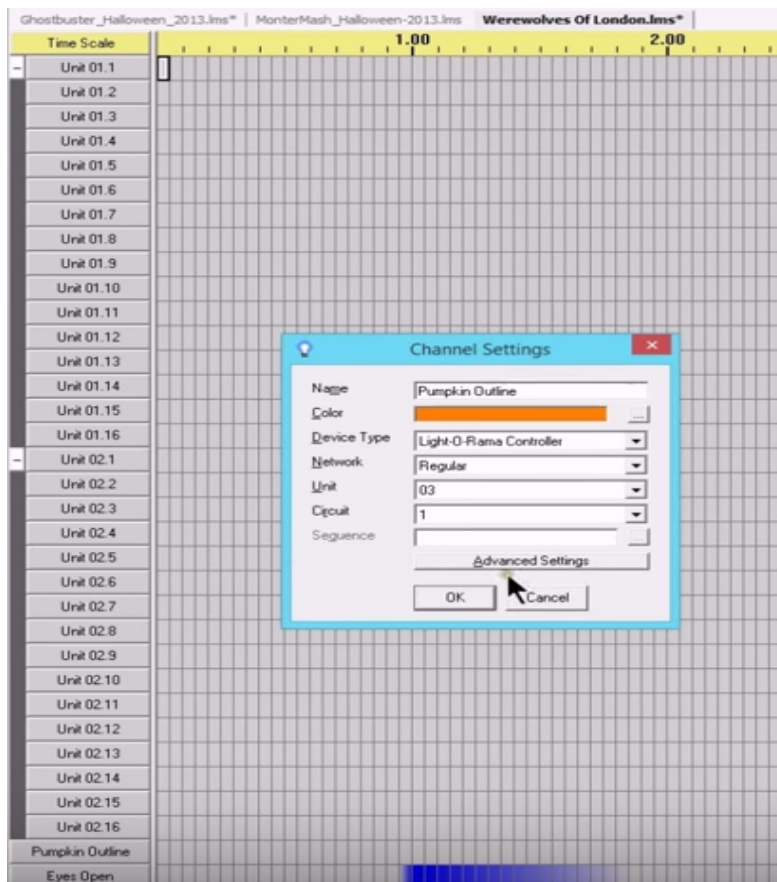 Ghostbuster_Halloween_2013.lms* | MonterMash_Halloween-2013.lms Werewolves Of London.lms*
Time Scale 1.00 2.00
Unit 01.1
Unit 01.2
Unit 01.3
Unit 01.4
Unit 01.5
Unit 01.6
Unit 01.7
Unit 01.8
Unit 01.9
Unit 01.10
Unit 01.11
Unit 01.12
Unit 01.13
Unit 01.14
Unit 01.15
Unit 01.16
Unit 02.1
Unit 02.2
Unit 02.3
Unit 02.4
Unit 02.5
Unit 02.6
Unit 02.7
Unit 02.8
Unit 02.9
Unit 02.10
Unit 02.11
Unit 02.12
Unit 02.13
Unit 02.14
Unit 02.15
Unit 02.16
Pumpkin Outline
Eyes Open
Channel Settings
Name Pumpkin Outline
Color ...
Device Type Light-O-Rama Controller
Network Regular
Unit 03
Circuit 1
Sequence ...
Advanced Settings
OK Cancel